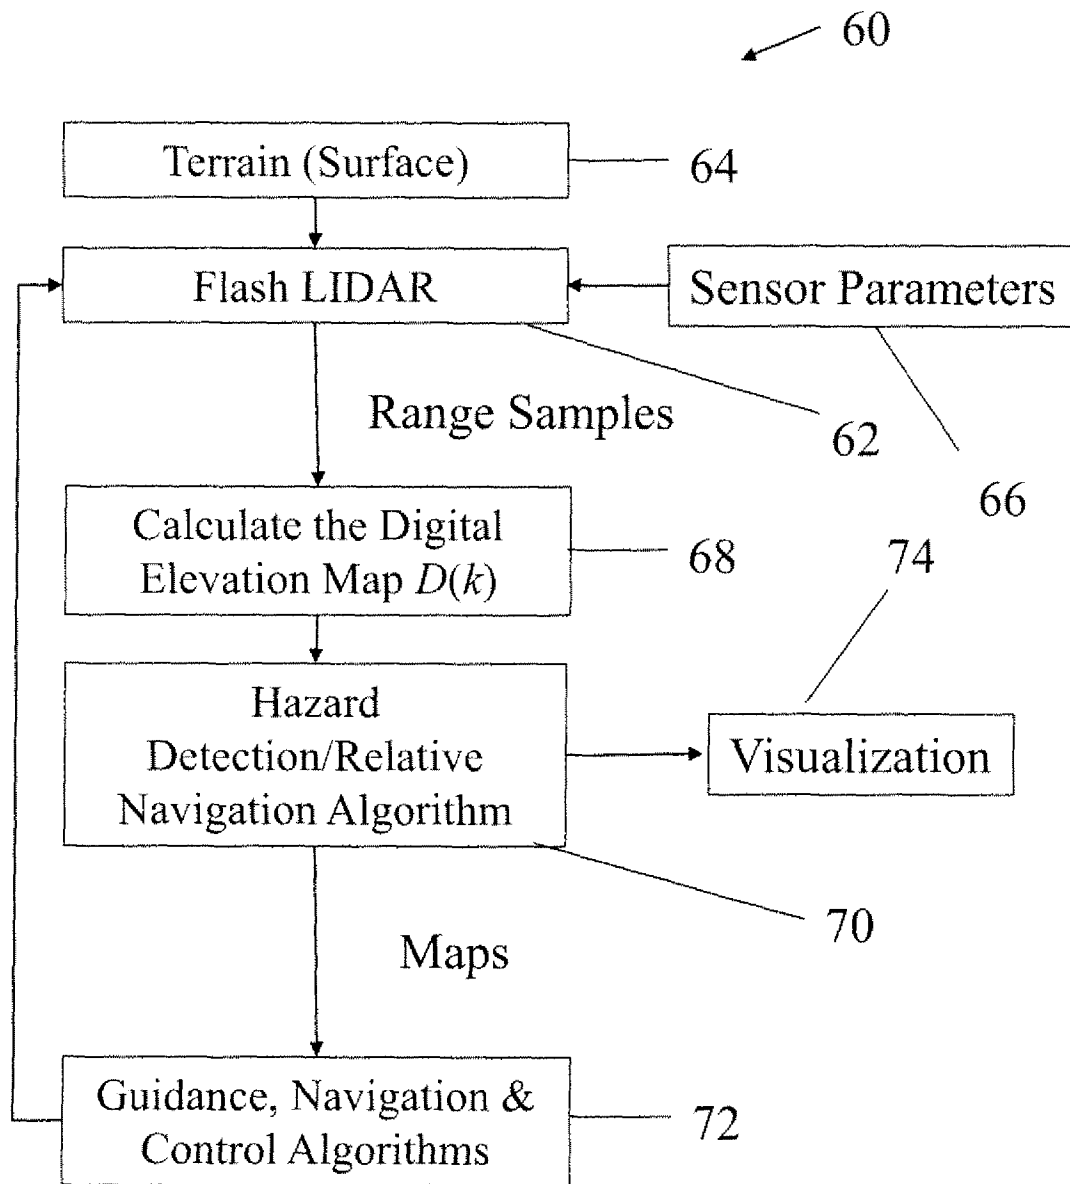 60
Terrain (Surface)
64
Flash LIDAR
Sensor Parameters
Range Samples
62
66
Calculate the Digital
Elevation Map D(k)
68
74
Hazard
Detection/Relative
Navigation Algorithm
Visualization
70
Maps
Guidance, Navigation &
Control Algorithms
72